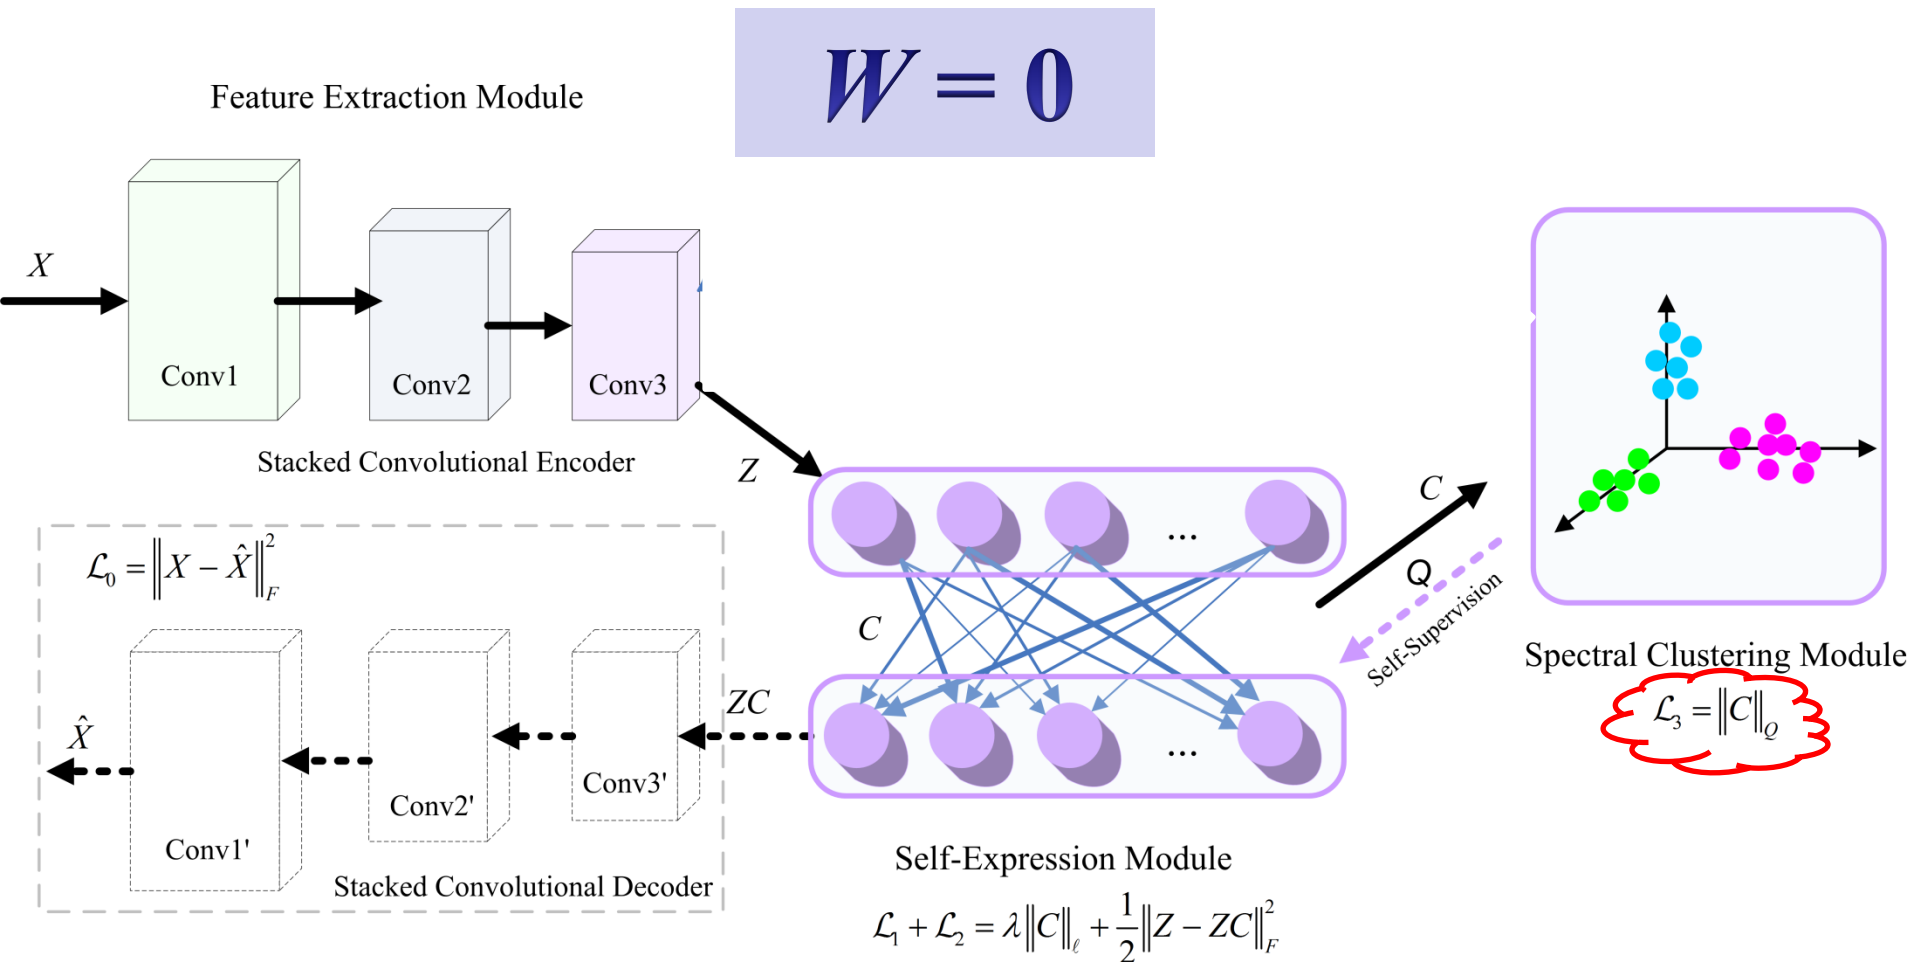 W = 0
Feature Extraction Module
X
Conv1
Conv2
Conv3
Stacked Convolutional Encoder
Z
C
Q
Self-Supervision
Spectral Clustering Module
ℒ₃ = ‖C‖_Q
ℒ₀ = ‖X − X̂‖²_F
C
ZC
X̂
Conv3'
Conv2'
Conv1'
Stacked Convolutional Decoder
...
...
Self-Expression Module
ℒ₁ + ℒ₂ = λ‖C‖_ℓ + 1/2 ‖Z − ZC‖²_F